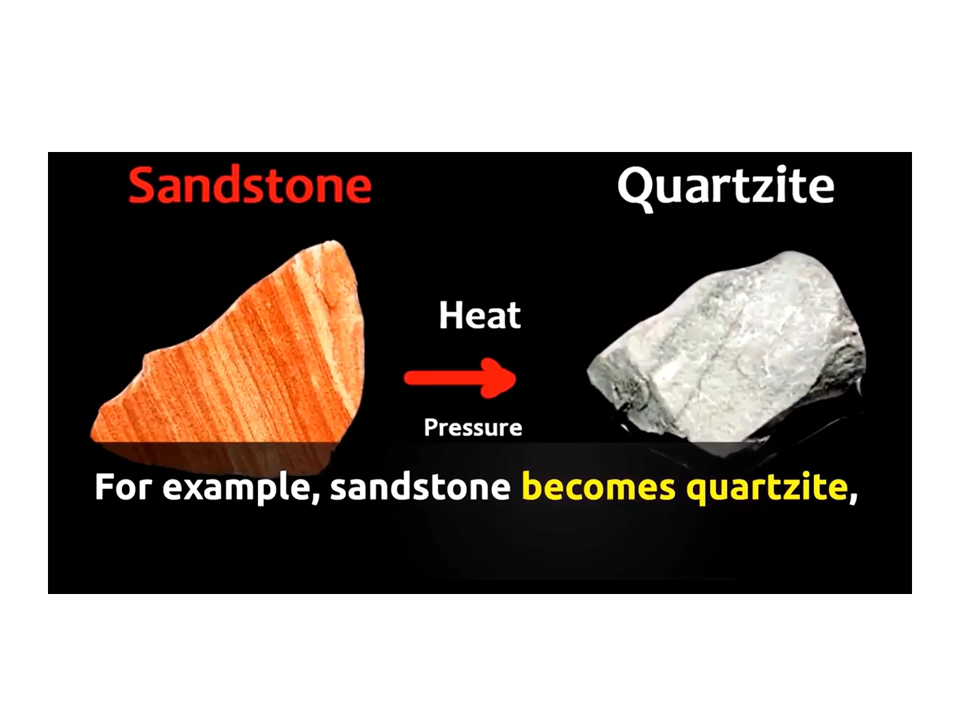 Sandstone
Quartzite
Heat
Pressure
For example, sandstone becomes quartzite,